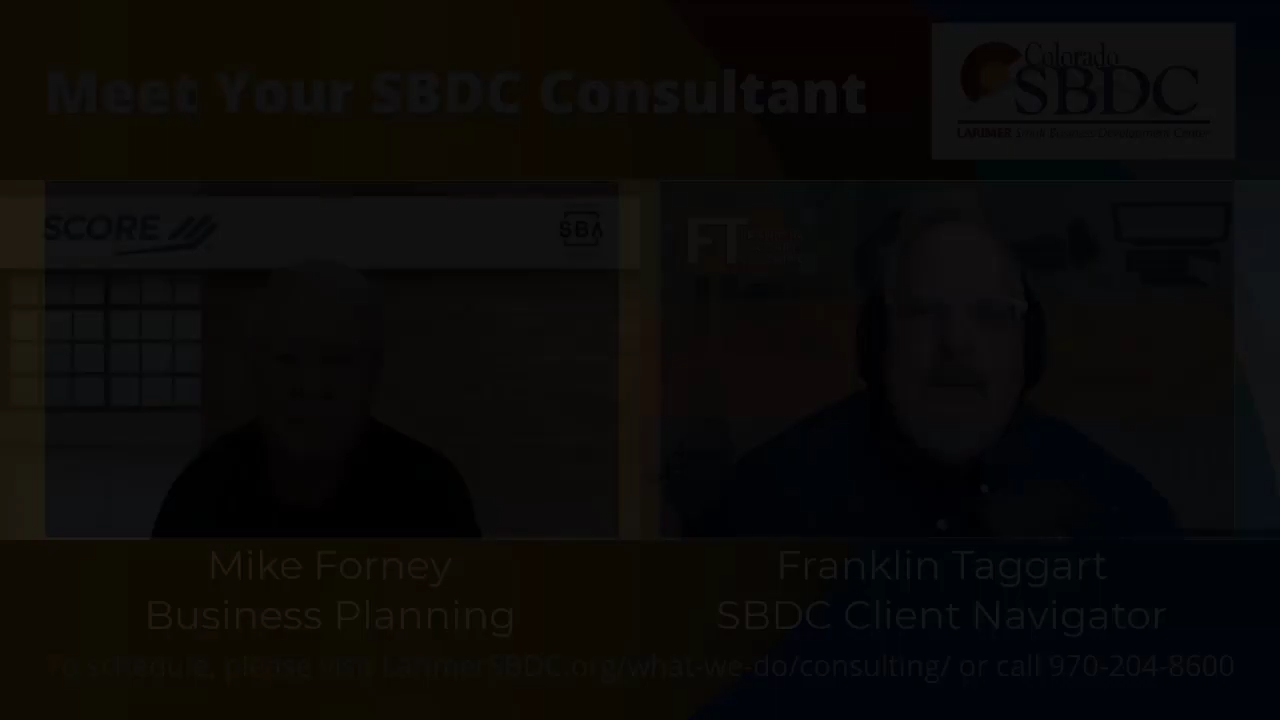 Meet Your SBDC Consultant
Colorado
SBDC
LARIMER Small Business Development Center
SCORE
SBA
FT
Mike Forney
Business Planning
Franklin Taggart
SBDC Client Navigator
To schedule, please visit LarimerSBDC.org/what-we-do/consulting/ or call 970-204-8600